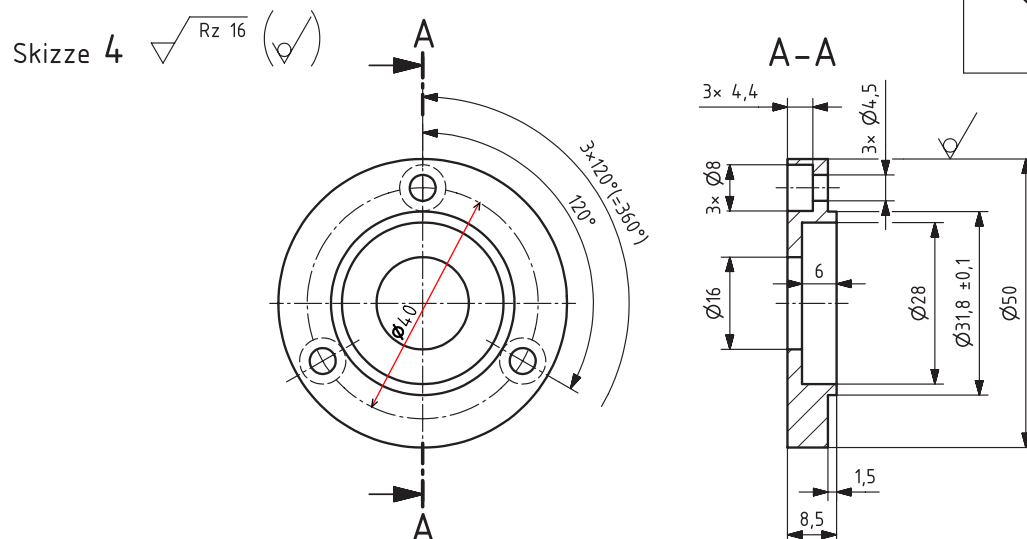 Skizze 4
Rz 16
A
A-A
3× 4,4
3× Ø4,5
3× Ø8
3×120°(=360°)
120°
Ø40
Ø16
6
Ø28
Ø31,8 ±0,1
Ø50
1,5
8,5
A